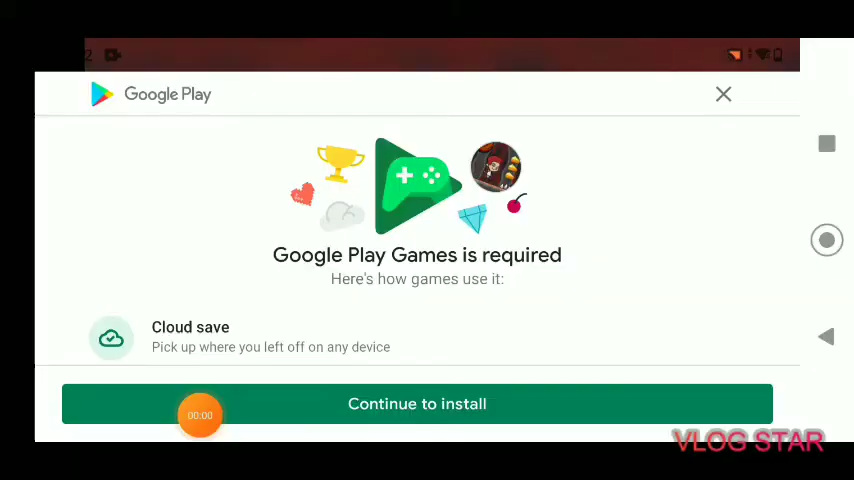 2
Google Play
Google Play Games is required
Here's how games use it:
Cloud save
Pick up where you left off on any device
Continue to install
00:00
VLOG STAR